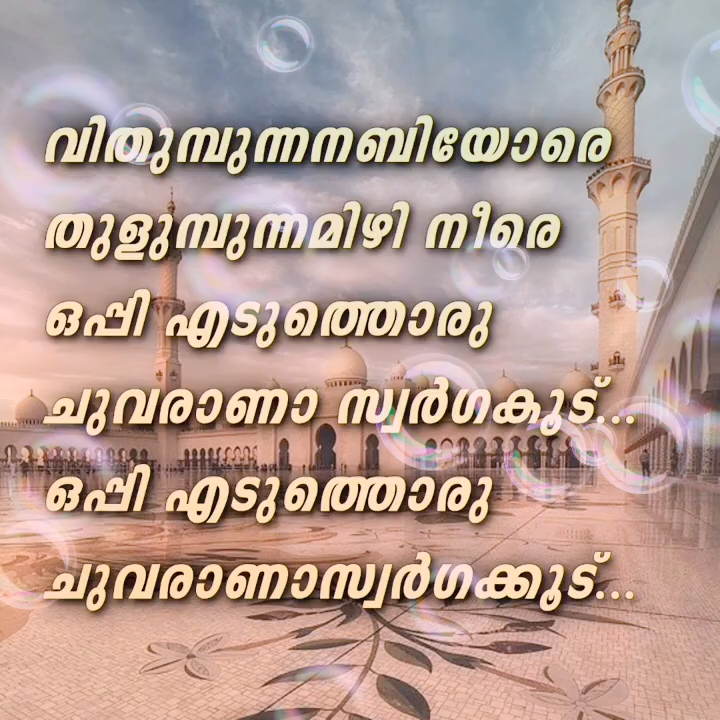 വിതുമ്പുന്നനബിയോരെ
തുളുമ്പുന്നമിഴി നീരെ
ഒപ്പി എടുത്തൊരു
ചുവരാണാ സ്വർഗകൂട്...
ഒപ്പി എടുത്തൊരു
ചുവരാണാസ്വർഗക്കൂട്...